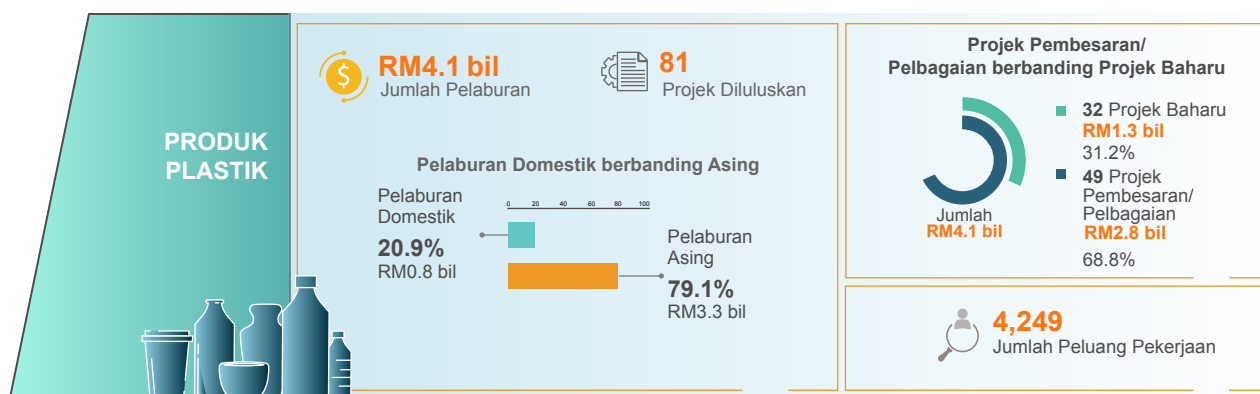 PRODUK
PLASTIK
RM4.1 bil
Jumlah Pelaburan
81
Projek Diluluskan
Pelaburan Domestik berbanding Asing
Pelaburan
Domestik
20.9%
RM0.8 bil
0 20 40 60 80 100
Pelaburan
Asing
79.1%
RM3.3 bil
Projek Pembesaran/
Pelbagaian berbanding Projek Baharu
Jumlah
RM4.1 bil
32 Projek Baharu
RM1.3 bil
31.2%
49 Projek
Pembesaran/
Pelbagaian
RM2.8 bil
68.8%
4,249
Jumlah Peluang Pekerjaan